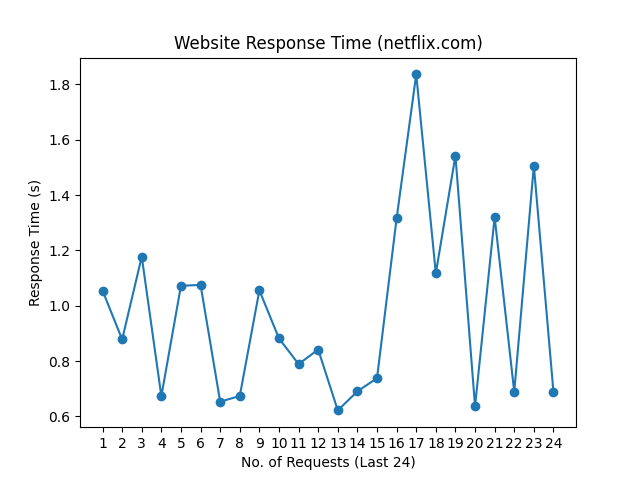 Website Response Time (netflix.com)
1.8
1.6
1.4
1.2
1.0
0.8
0.6
Response Time (s)
1 2 3 4 5 6 7 8 9 10 11 12 13 14 15 16 17 18 19 20 21 22 23 24
No. of Requests (Last 24)